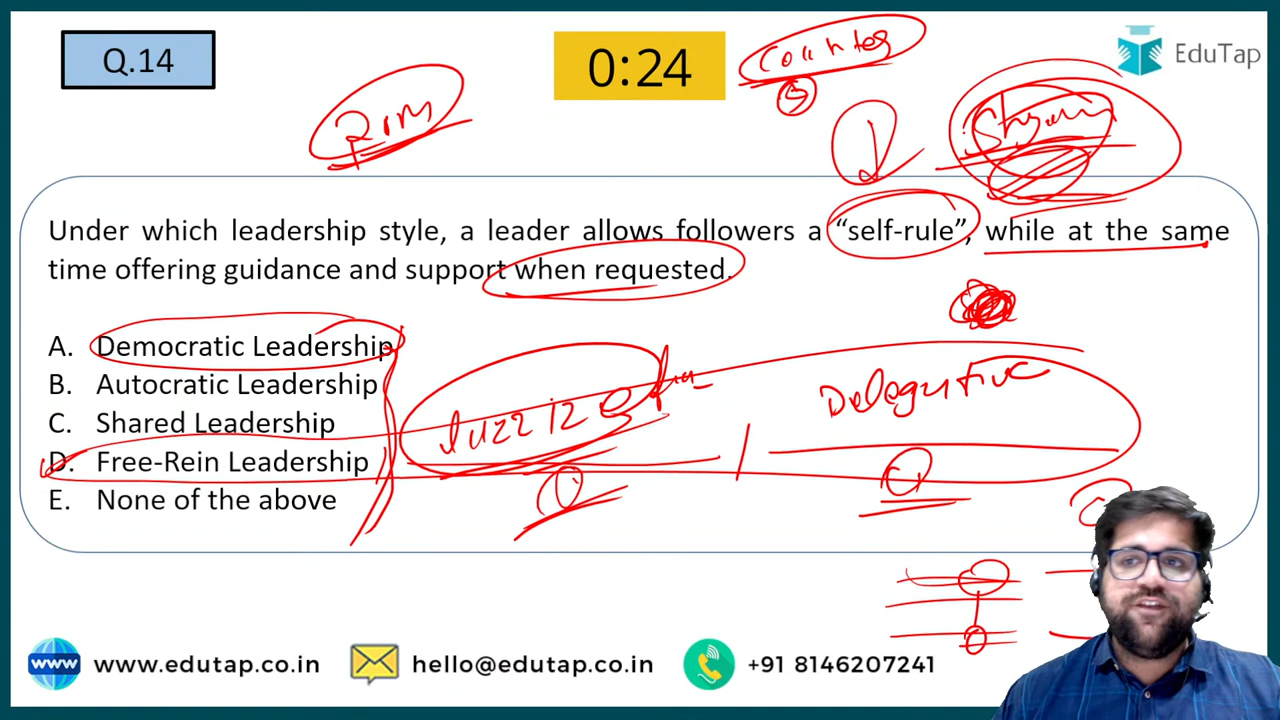 Q.14
0:24
EduTap
Under which leadership style, a leader allows followers a “self-rule”, while at the same
time offering guidance and support when requested.
A. Democratic Leadership
B. Autocratic Leadership
C. Shared Leadership
D. Free-Rein Leadership
E. None of the above
Delegative
www www.edutap.co.in
hello@edutap.co.in
+91 8146207241